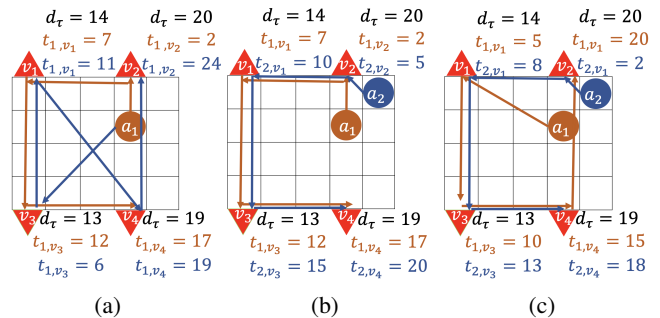 d_τ = 14 d_τ = 20
t_{1,v_1} = 7 t_{1,v_2} = 2
t_{1,v_1} = 11 t_{1,v_2} = 24
v_1 v_2
a_1
v_3 v_4
d_τ = 13 d_τ = 19
t_{1,v_3} = 12 t_{1,v_4} = 17
t_{1,v_3} = 6 t_{1,v_4} = 19
(a)
d_τ = 14 d_τ = 20
t_{1,v_1} = 7 t_{1,v_2} = 2
t_{2,v_1} = 10 t_{2,v_2} = 5
v_1 v_2
a_2
a_1
v_3 v_4
d_τ = 13 d_τ = 19
t_{1,v_3} = 12 t_{1,v_4} = 17
t_{2,v_3} = 15 t_{2,v_4} = 20
(b)
d_τ = 14 d_τ = 20
t_{1,v_1} = 5 t_{1,v_1} = 20
t_{2,v_1} = 8 t_{2,v_1} = 2
v_1 v_2
a_2
a_1
v_3 v_4
d_τ = 13 d_τ = 19
t_{1,v_3} = 10 t_{1,v_4} = 15
t_{2,v_3} = 13 t_{2,v_4} = 18
(c)